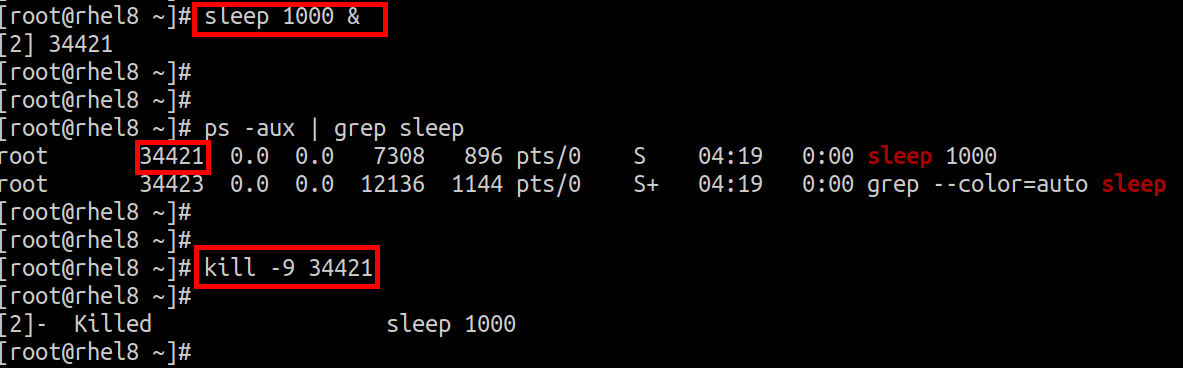 [root@rhel8 ~]# sleep 1000 &
[2] 34421
[root@rhel8 ~]#
[root@rhel8 ~]#
[root@rhel8 ~]# ps -aux | grep sleep
root       34421  0.0  0.0   7308   896 pts/0    S    04:19   0:00 sleep 1000
root       34423  0.0  0.0  12136  1144 pts/0    S+   04:19   0:00 grep --color=auto sleep
[root@rhel8 ~]#
[root@rhel8 ~]#
[root@rhel8 ~]# kill -9 34421
[root@rhel8 ~]#
[2]-  Killed                  sleep 1000
[root@rhel8 ~]#